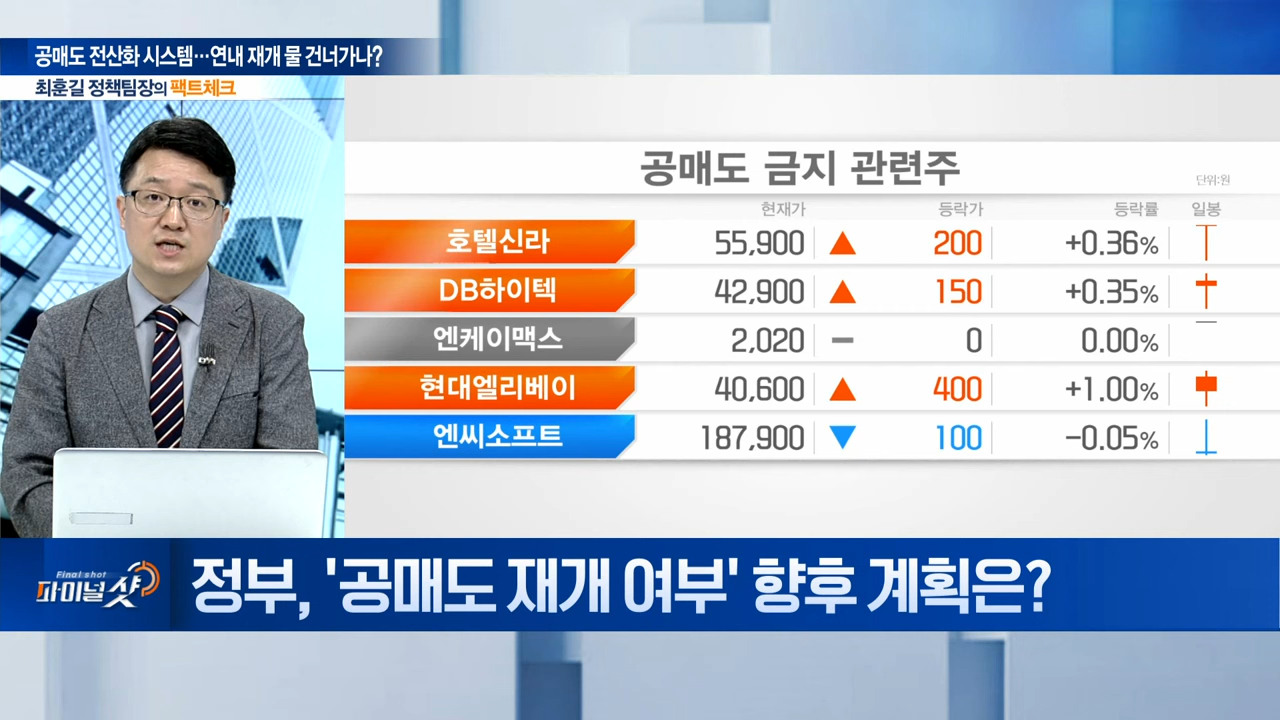 공매도 전산화 시스템…연내 재개 물 건너가나?
최훈길 정책팀장의 팩트체크
공매도 금지 관련주
단위:원
현재가 등락가 등락률 일봉
호텔신라 55,900 ▲ 200 +0.36%
DB하이텍 42,900 ▲ 150 +0.35%
엔케이맥스 2,020 － 0 0.00%
현대엘리베이 40,600 ▲ 400 +1.00%
엔씨소프트 187,900 ▼ 100 -0.05%
Final shot
파이널샷
정부, '공매도 재개 여부' 향후 계획은?